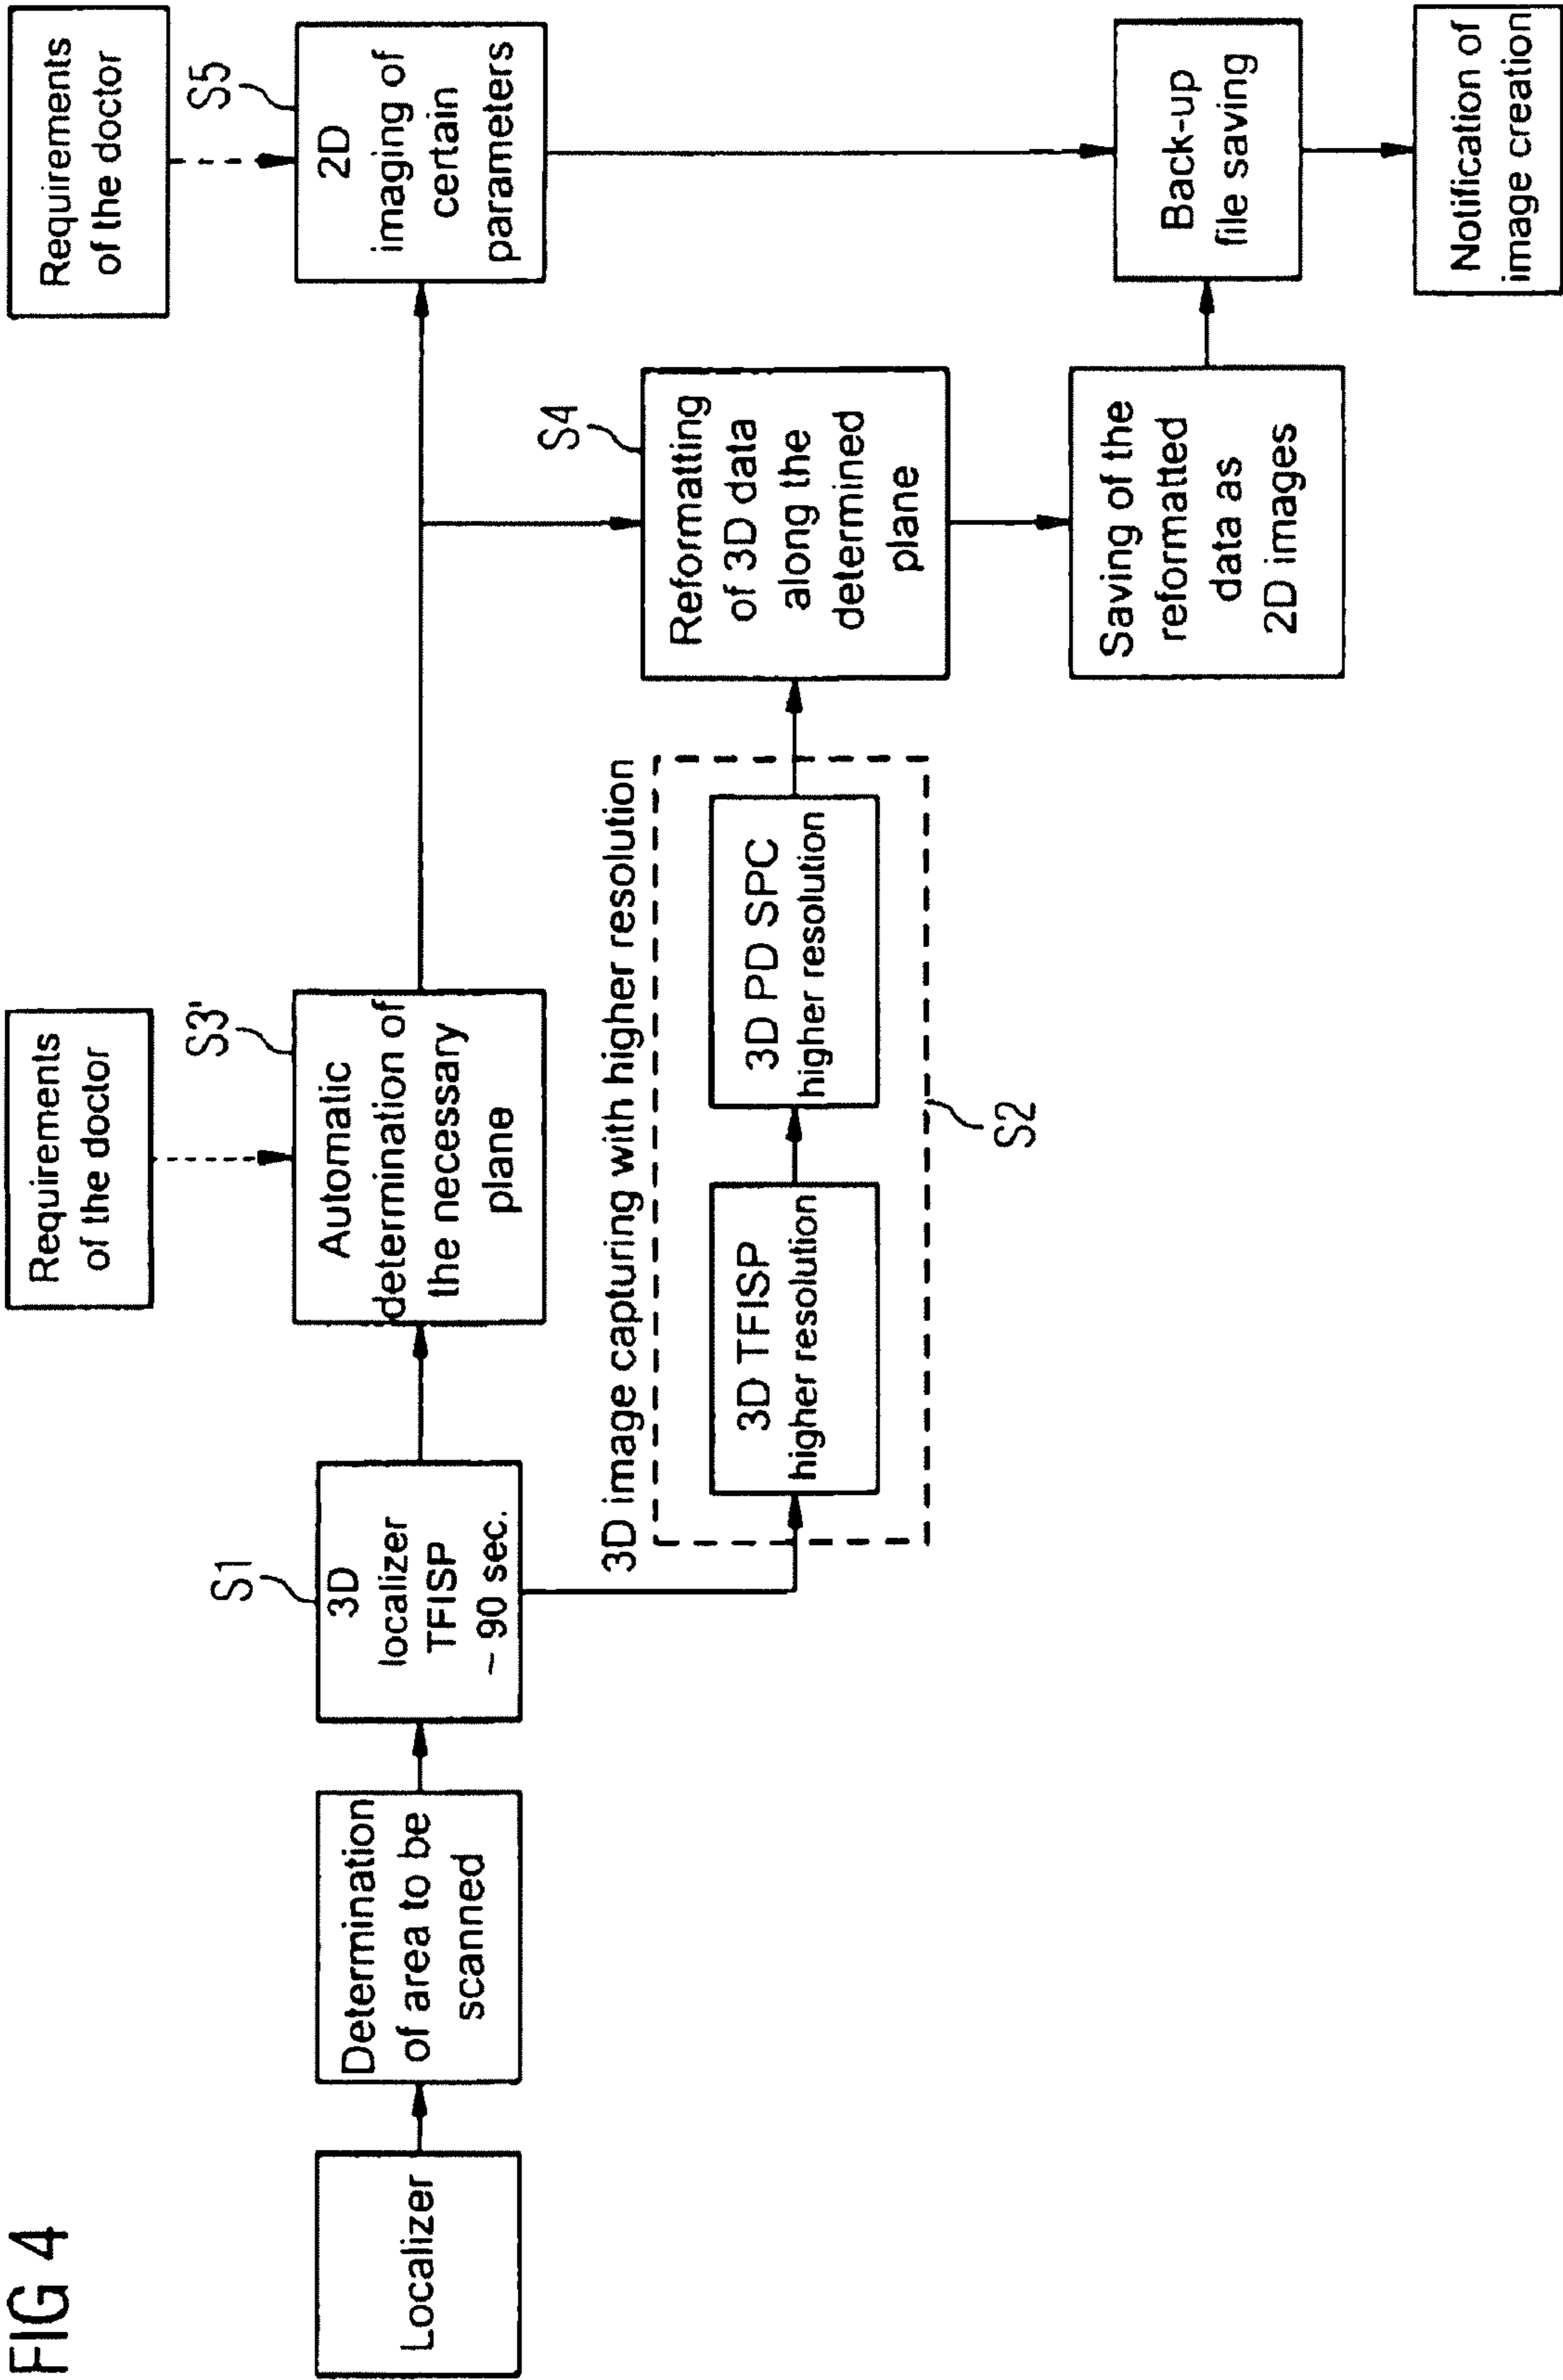 FIG 4
Localizer
Determination
of area to be
scanned
S1
3D
localizer
TFISP
~ 90 sec.
Requirements
of the doctor
S3'
Automatic
determination of
the necessary
plane
3D image capturing with higher resolution
3D TFISP
higher resolution
3D PD SPC
higher resolution
S2
S4
Reformatting
of 3D data
along the
determined
plane
Saving of the
reformatted
data as
2D images
Requirements
of the doctor
S5
2D
imaging of
certain
parameters
Back-up
file saving
Notification of
image creation